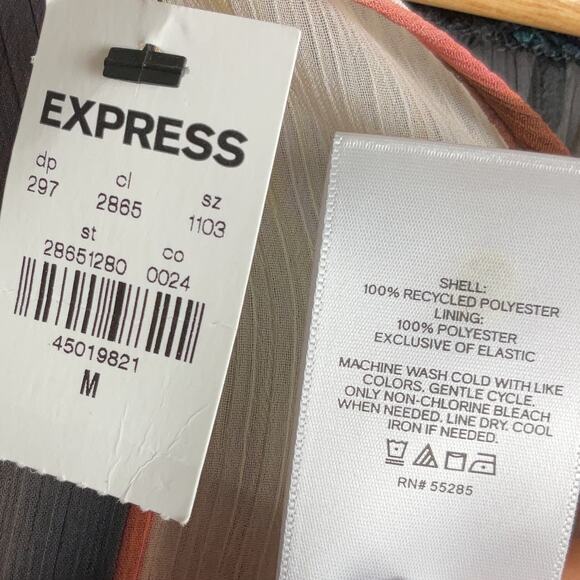 EXPRESS
dp cl sz
297 2865 1103
st co
28651280 0024
45019821
M
SHELL:
100% RECYCLED POLYESTER
LINING:
100% POLYESTER
EXCLUSIVE OF ELASTIC
MACHINE WASH COLD WITH LIKE
COLORS. GENTLE CYCLE.
ONLY NON-CHLORINE BLEACH
WHEN NEEDED. LINE DRY. COOL
IRON IF NEEDED.
RN# 55285